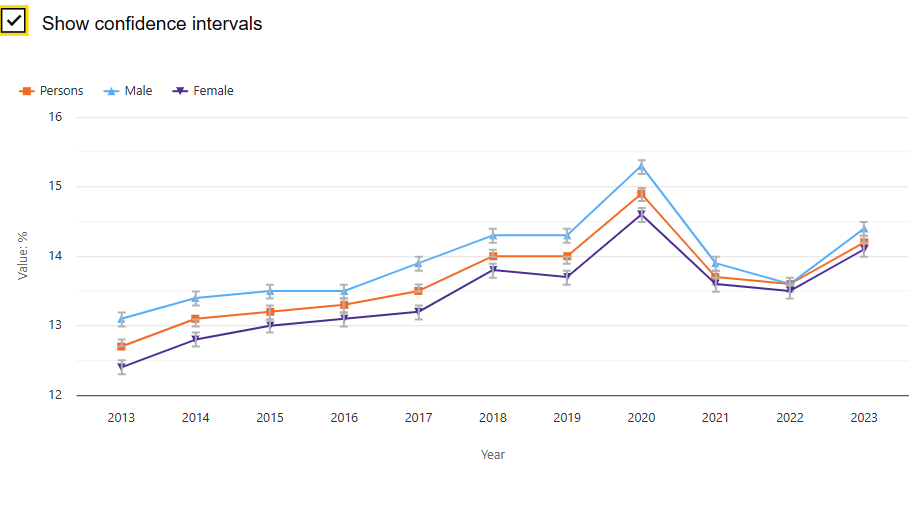 Show confidence intervals
Persons Male Female
16
15
14
13
12
Value: %
2013 2014 2015 2016 2017 2018 2019 2020 2021 2022 2023
Year